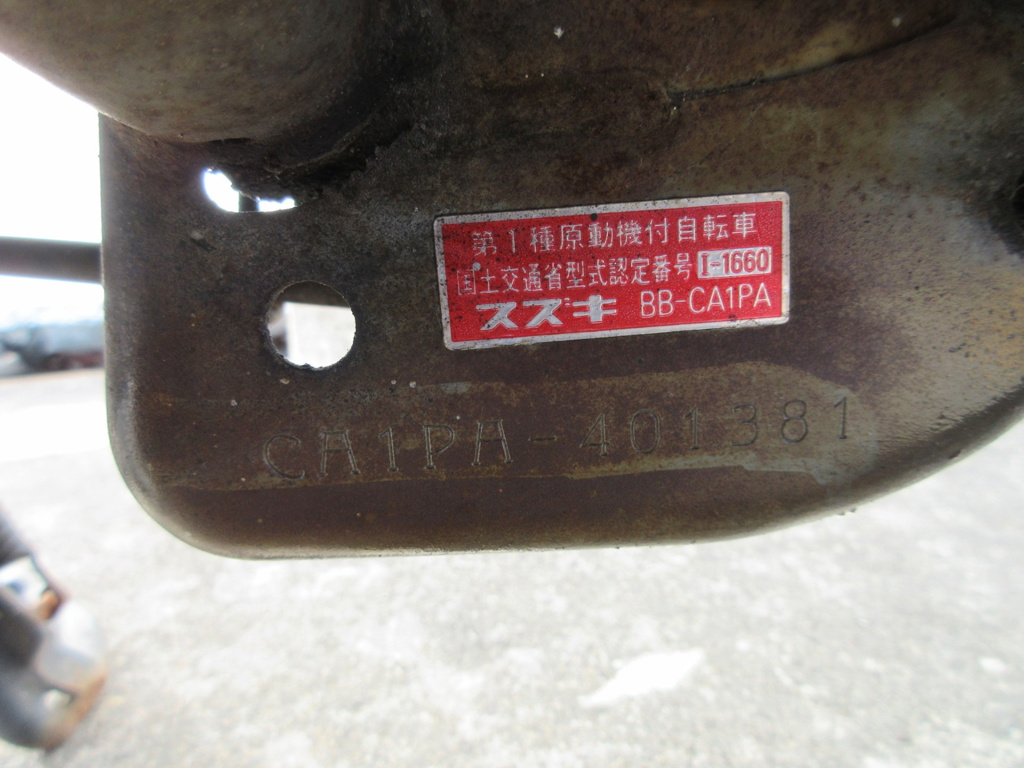 第1種原動機付自転車
国土交通省型式認定番号 I-1660
スズキ BB-CA1PA
CA1PA-401381